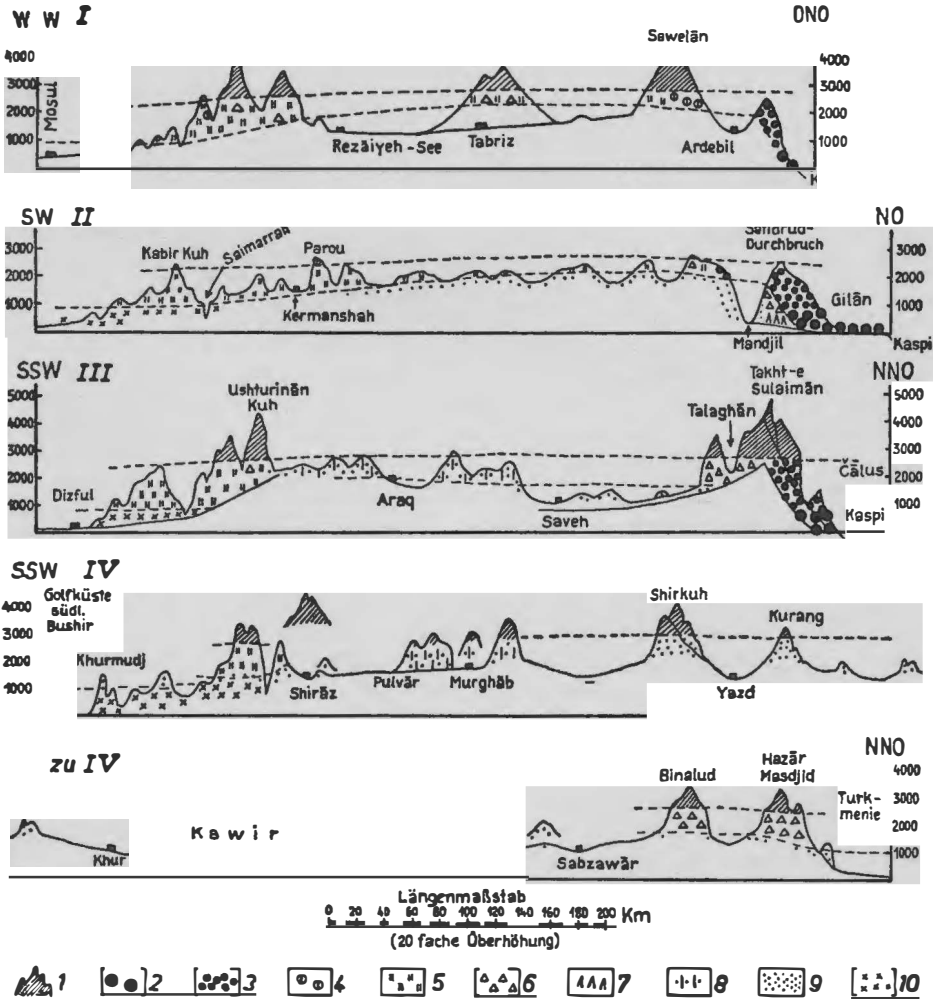 W W I ONO
Sawelān
4000 4000
3000 3000
2000 2000
1000 1000
Mosul
Rezāiyeh-See
Tabriz
Ardebil
K
SW II NO
3000 3000
2000 2000
1000 1000
Kabir Kuh
Saimarrah
Parou
Durchbruch
Gilān
Kermanshah
Mandjil
Kaspi
SSW III NNO
5000 5000
4000 4000
3000 3000
2000 2000
1000 1000
Ushturinān
Kuh
Takht-e
Sulaimān
Talaghān
Čālus
Dizful
Araq
Saveh
Kaspi
SSW IV
Golfküste
südl.
Bushir
4000
3000
2000
1000
Khurmudj
Shirāz
Pulvār
Murghāb
Shirkuh
Kurang
Yazd
zu IV NNO
4000
3000
2000
1000
Binalud
Hazār
Masdjid
Turk-
menie
Khur
Kawir
Sabzawār
Längenmaßstab
0 20 40 60 80 100 120 140 160 180 200 Km
(20 fache Überhöhung)
1 2 3 4 5 6 7 8 9 10